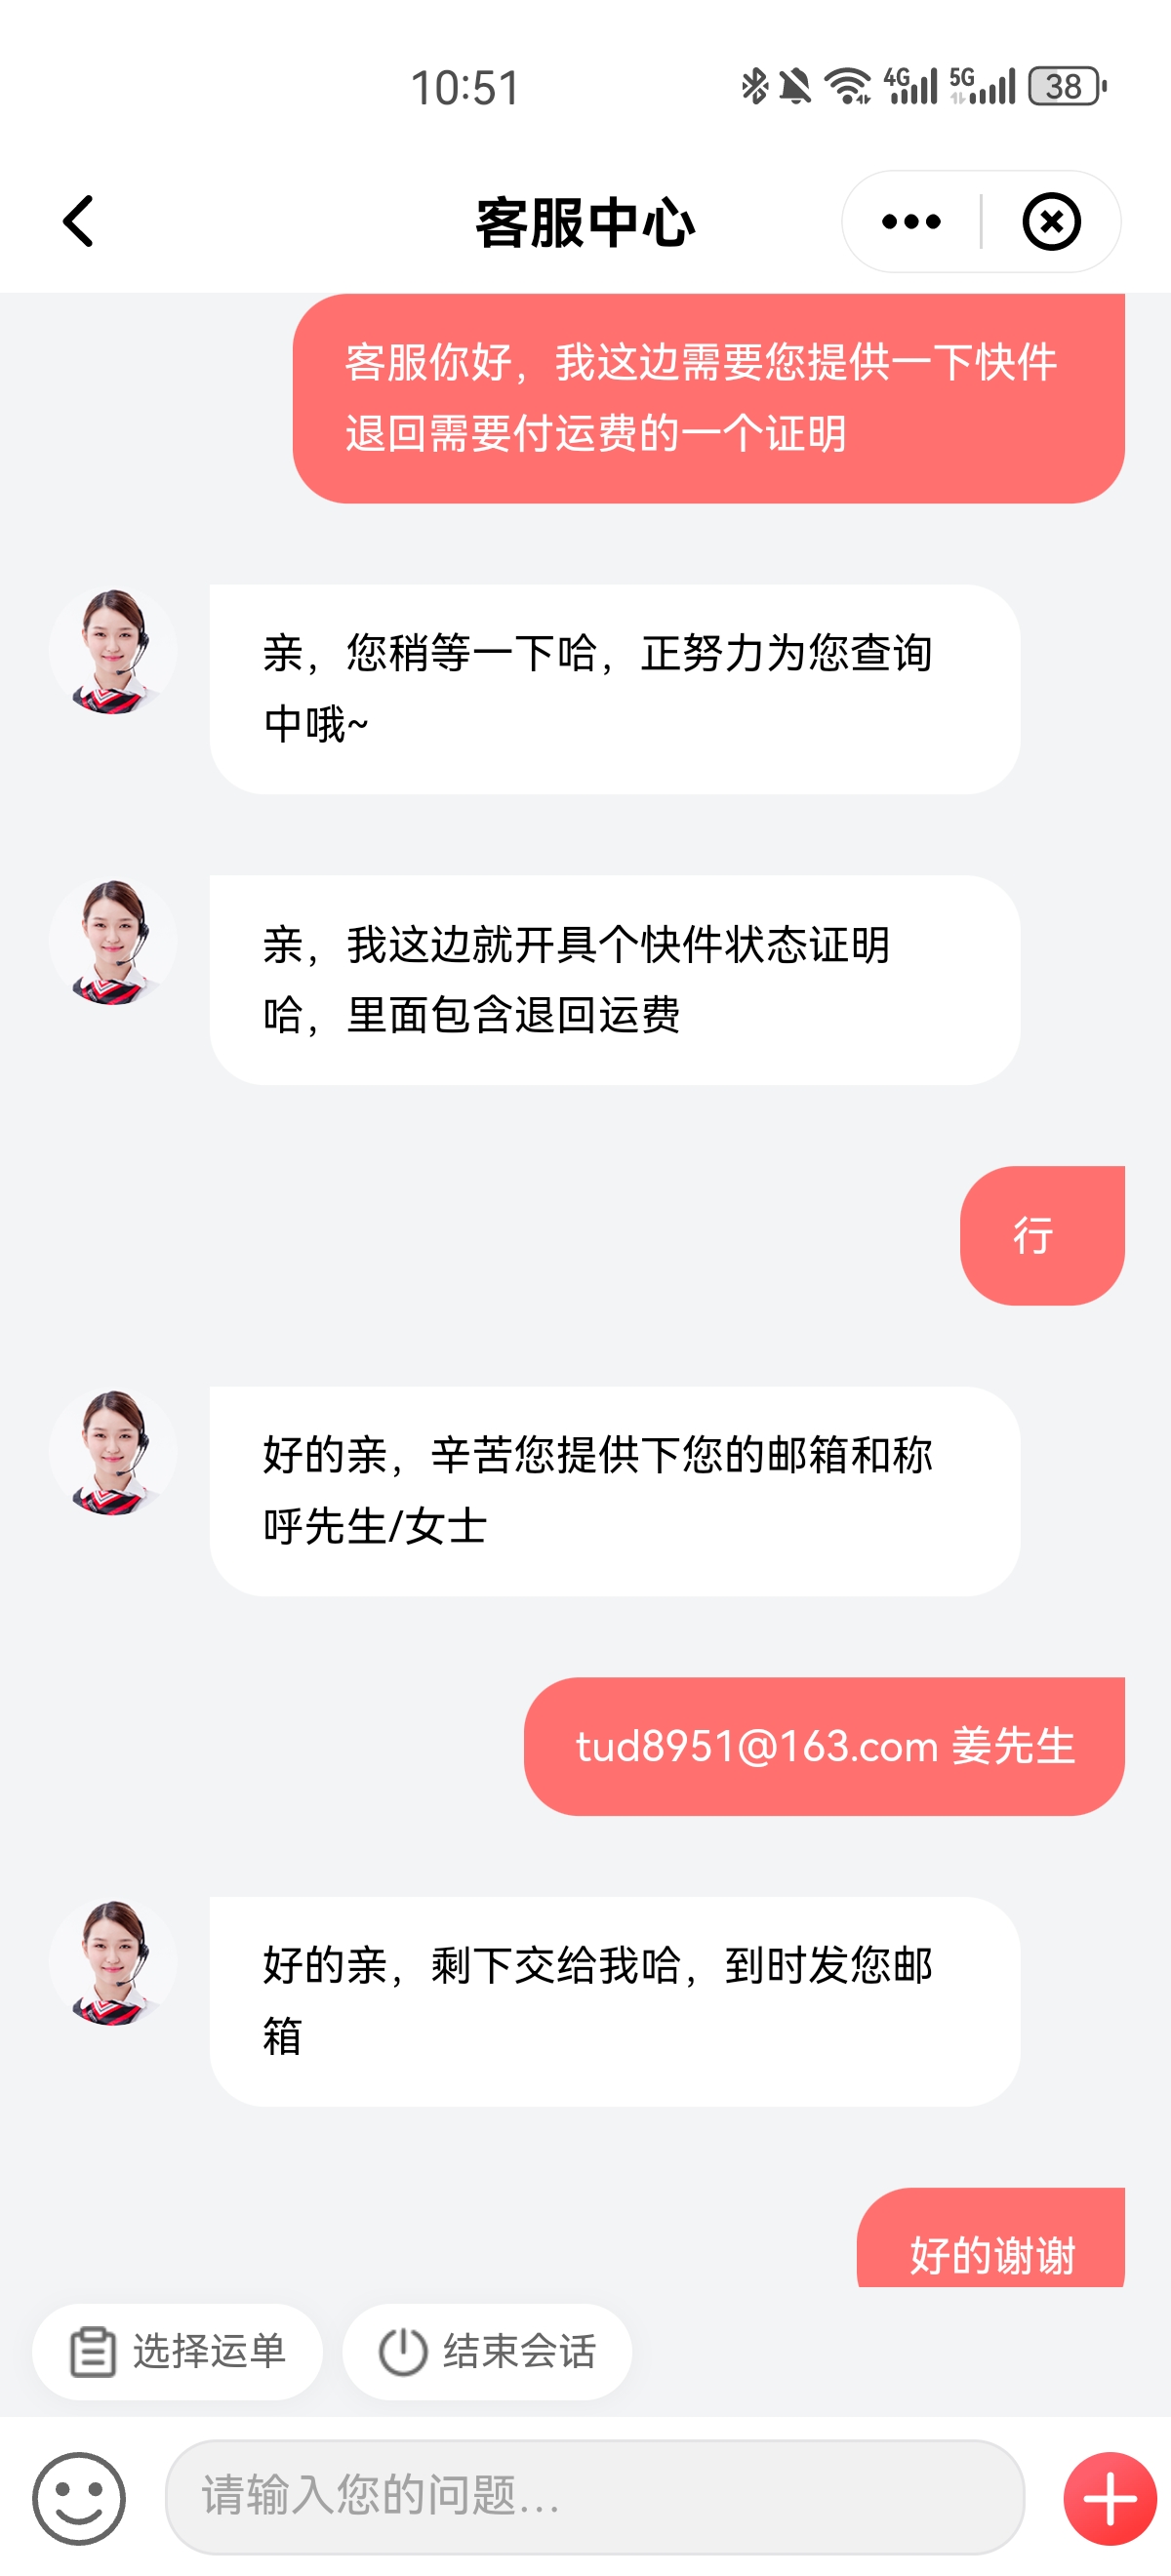 10:51
4G
5G
38
客服中心
客服你好，我这边需要您提供一下快件
退回需要付运费的一个证明
亲，您稍等一下哈，正努力为您查询
中哦~
亲，我这边就开具个快件状态证明
哈，里面包含退回运费
行
好的亲，辛苦您提供下您的邮箱和称
呼先生/女士
tud8951@163.com 姜先生
好的亲，剩下交给我哈，到时发您邮
箱
好的谢谢
选择运单
结束会话
请输入您的问题...